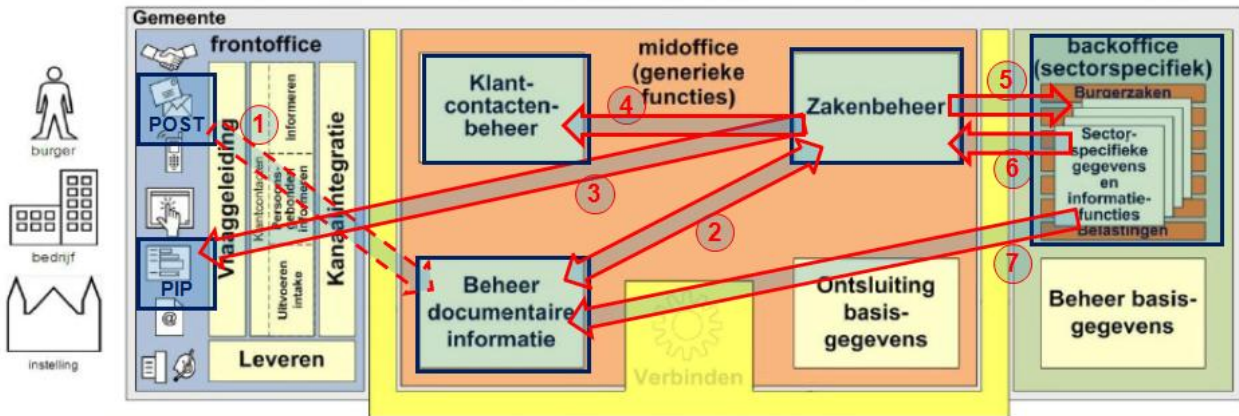 Gemeente
frontoffice
midoffice
(generieke
functies)
backoffice
(sectorspecifiek)
burger
bedrijf
instelling
POST
PIP
@
Vraaggeleiding
Klantcontacten
informeren
Persoons-
gebonden
informeren
Uitvoeren
intake
Kanaalintegratie
Leveren
Klant-
contacten-
beheer
Zakenbeheer
Beheer
documentaire
informatie
Ontsluiting
basis-
gegevens
Verbinden
Burgerzaken
Sector-
specifieke
gegevens
en
informatie-
functies
Belastingen
Beheer basis-
gegevens
1
2
3
4
5
6
7